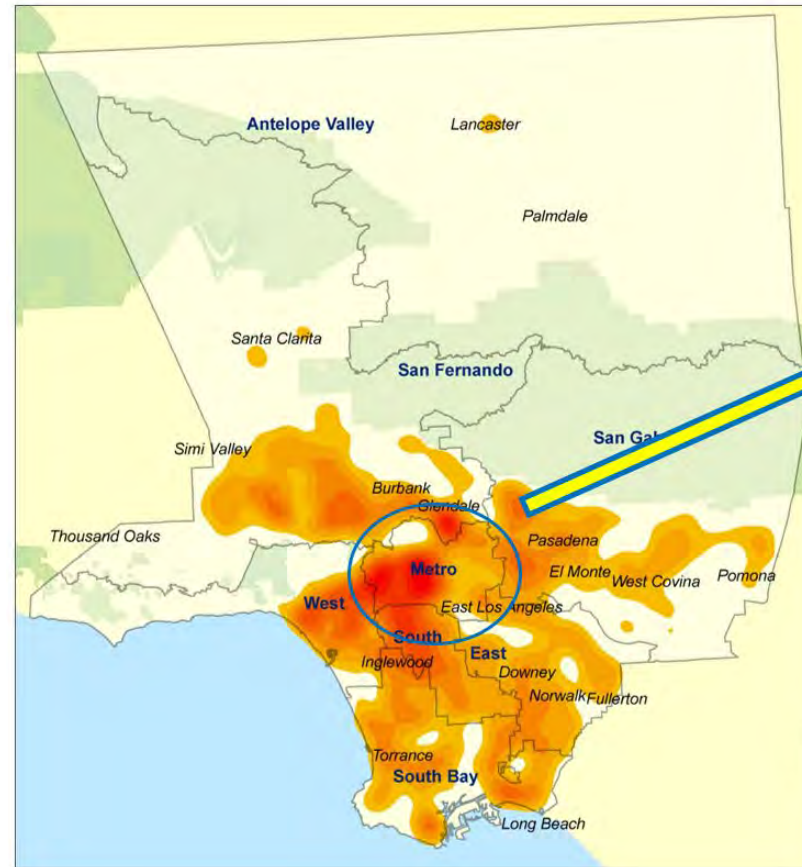 Antelope Valley
Lancaster
Palmdale
Santa Clarita
San Fernando
San Ga
Simi Valley
Burbank
Glendale
Thousand Oaks
Pasadena
Metro
El Monte
West Covina
Pomona
West
East Los Angeles
South
East
Inglewood
Downey
Norwalk
Fullerton
Torrance
South Bay
Long Beach